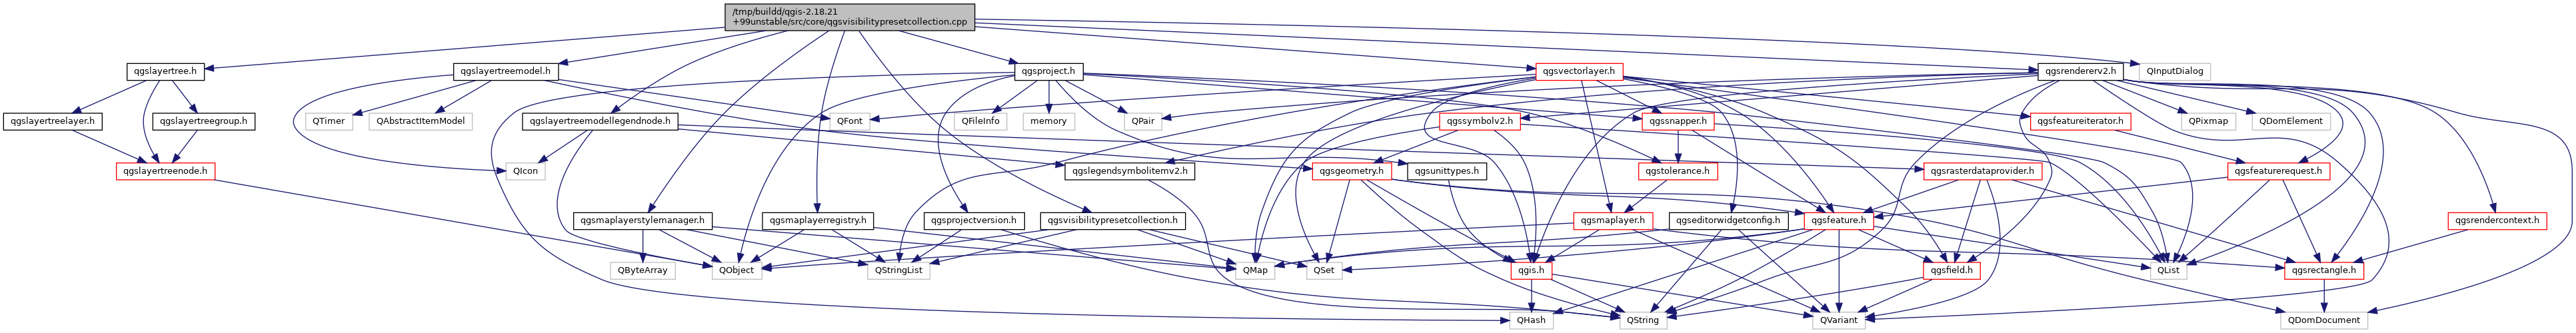 /tmp/buildd/qgis-2.18.21
+99unstable/src/core/qgsvisibilitypresetcollection.cpp
qgslayertree.h
qgslayertreemodel.h
qgsproject.h
qgsvectorlayer.h
qgsrendererv2.h
QInputDialog
qgslayertreelayer.h
qgslayertreegroup.h
QTimer
QAbstractItemModel
qgslayertreemodellegendnode.h
QFont
QFileInfo
memory
QPair
qgssymbolv2.h
qgssnapper.h
qgsfeatureiterator.h
QPixmap
QDomElement
qgslayertreenode.h
QIcon
qgslegendsymbolitemv2.h
qgsgeometry.h
qgsunittypes.h
qgstolerance.h
qgsrasterdataprovider.h
qgsfeaturerequest.h
qgsmaplayerstylemanager.h
qgsmaplayerregistry.h
qgsprojectversion.h
qgsvisibilitypresetcollection.h
qgsmaplayer.h
qgseditorwidgetconfig.h
qgsfeature.h
qgsrendercontext.h
QByteArray
QObject
QStringList
QMap
QSet
qgis.h
qgsfield.h
QList
qgsrectangle.h
QHash
QString
QVariant
QDomDocument